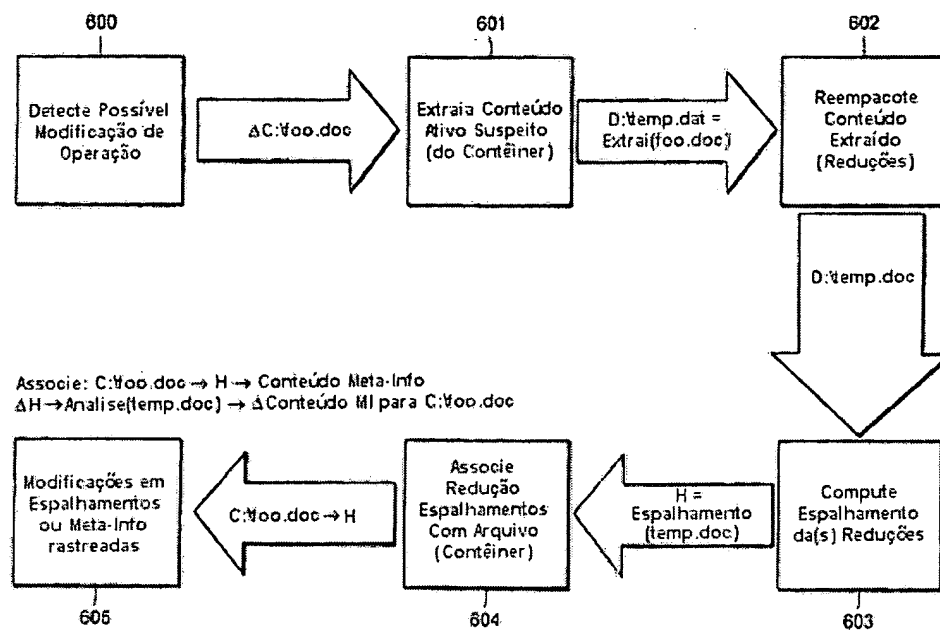 600
601
602
Detecte Possível
Modificação de
Operação
ΔC:\foo.doc
Extraia Conteúdo
Ativo Suspeito
(do Contêiner)
D:\temp.dat =
Extrai(foo.doc)
Reempacote
Conteúdo
Extraído
(Reduções)
D:\temp.doc
Associe: C:\foo.doc → H → Conteúdo Meta-Info
ΔH → Analise(temp.doc) → ΔConteúdo MI para C:\foo.doc
Modificações em
Espalhamentos
ou Meta-Info
rastreadas
C:\foo.doc → H
Associe
Redução
Espalhamentos
Com Arquivo
(Contêiner)
H =
Espalhamento
(temp.doc)
Compute
Espalhamento
da(s) Reduções
605
604
603